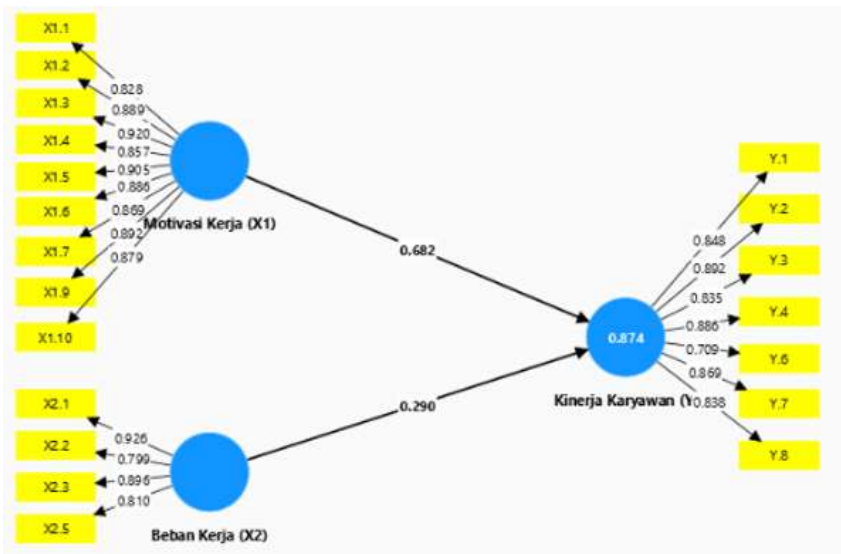 X1.1
X1.2
X1.3
X1.4
X1.5
X1.6
X1.7
X1.9
X1.10
0.828
0.889
0.920
0.857
0.905
0.886
0.869
0.892
0.879
Motivasi Kerja (X1)
0.682
X2.1
X2.2
X2.3
X2.5
0.926
0.799
0.896
0.810
Beban Kerja (X2)
0.290
0.874
Kinerja Karyawan (Y
0.848
0.892
0.835
0.886
0.709
0.869
0.838
Y.1
Y.2
Y.3
Y.4
Y.6
Y.7
Y.8